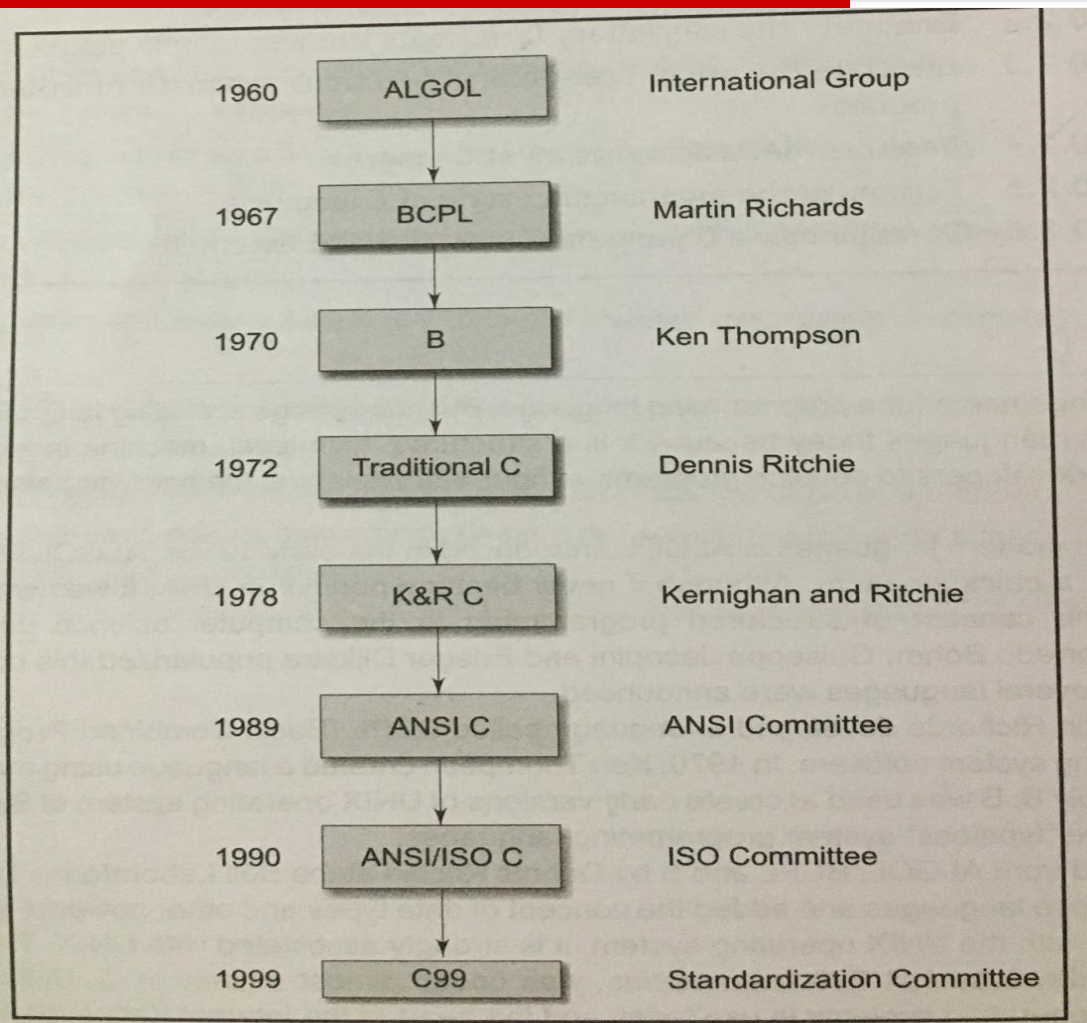 1960 ALGOL International Group
1967 BCPL Martin Richards
1970 B Ken Thompson
1972 Traditional C Dennis Ritchie
1978 K&R C Kernighan and Ritchie
1989 ANSI C ANSI Committee
1990 ANSI/ISO C ISO Committee
1999 C99 Standardization Committee